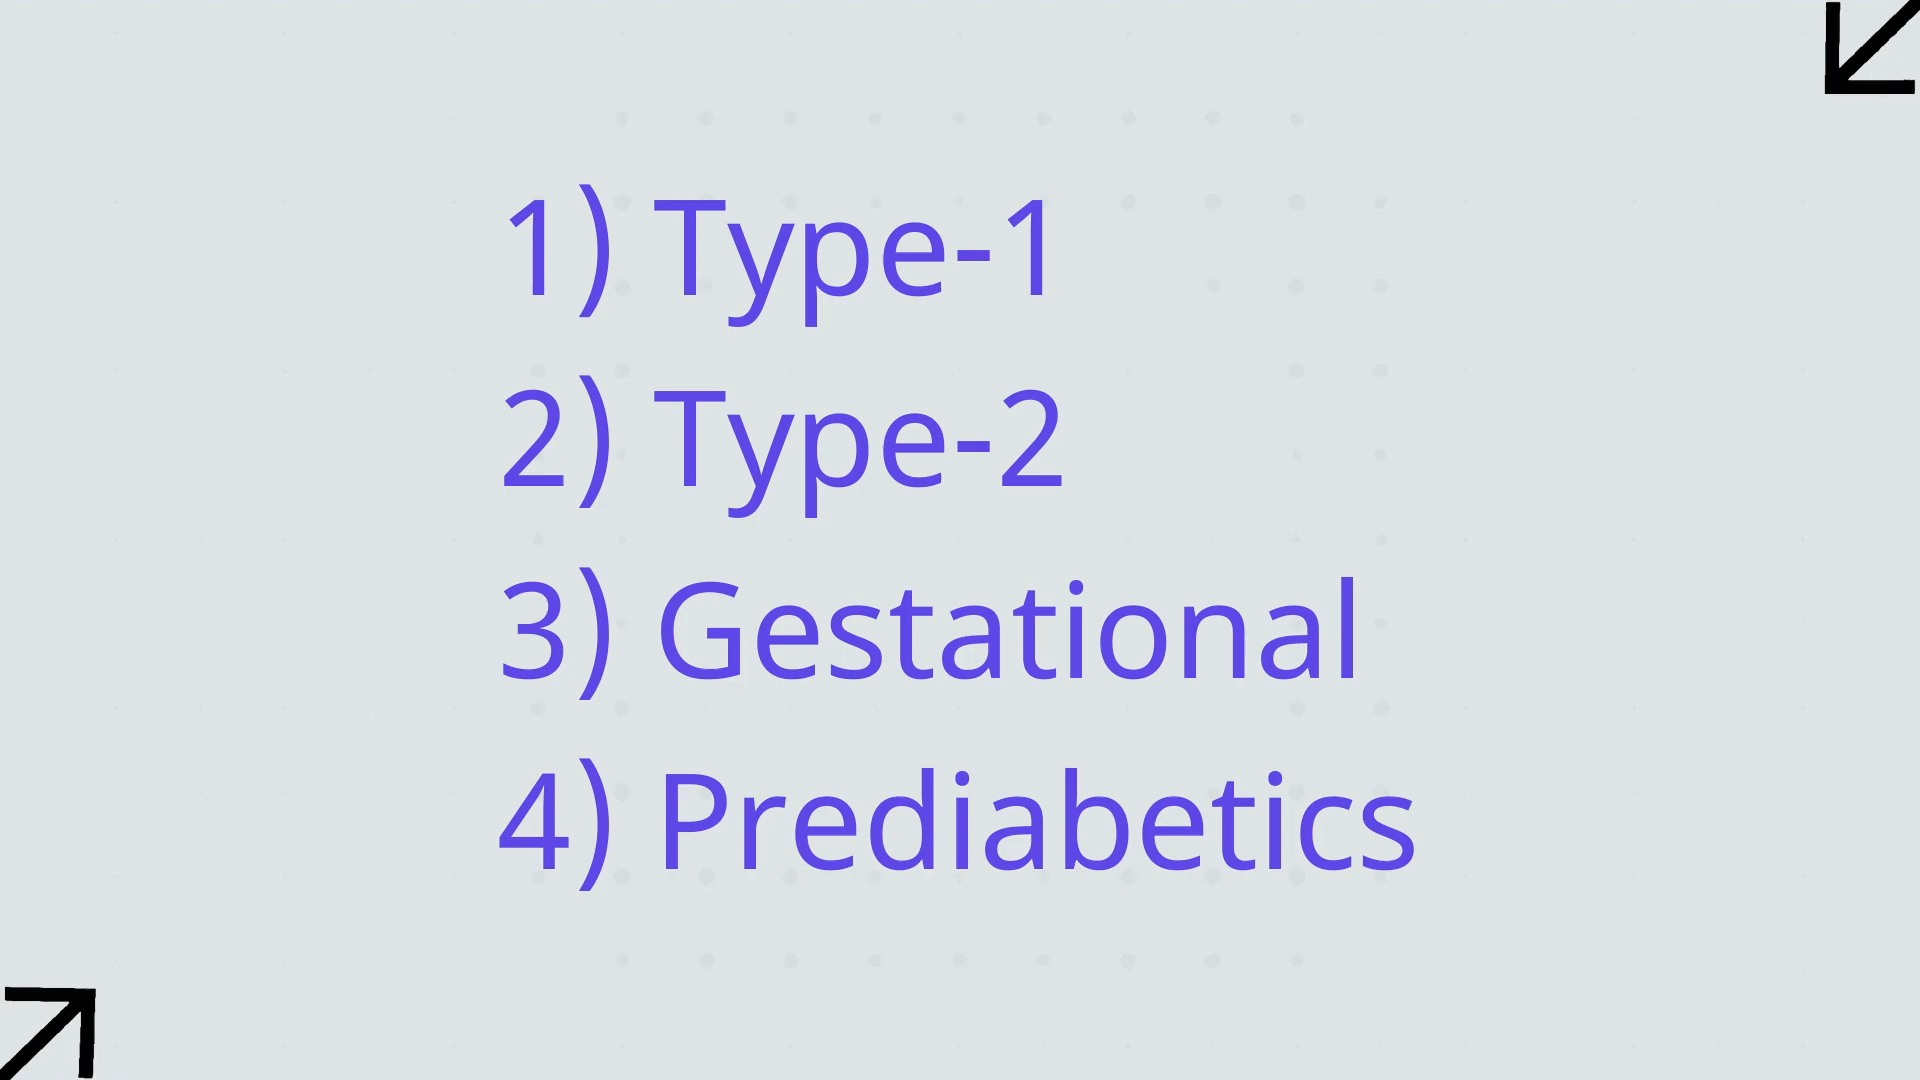 1) Type-1
2) Type-2
3) Gestational
4) Prediabetics